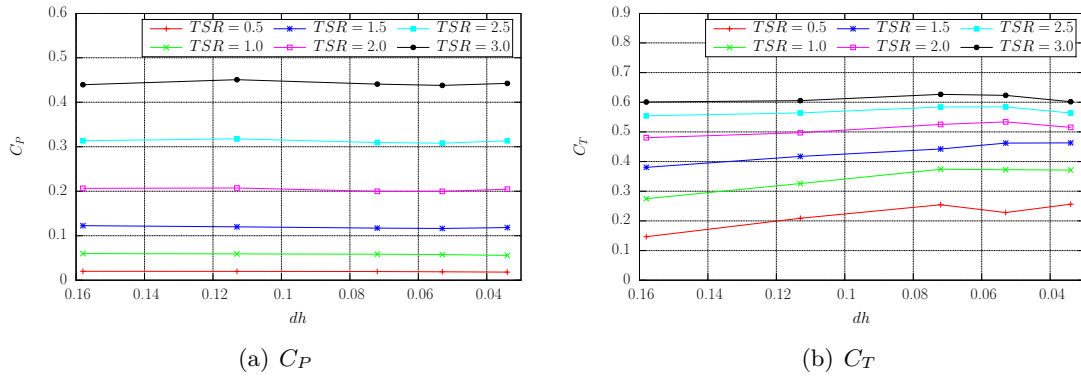 0.6
0.5
0.4
0.3
0.2
0.1
0
C_P
0.16 0.14 0.12 0.1 0.08 0.06 0.04
dh
TSR = 0.5 TSR = 1.5 TSR = 2.5
TSR = 1.0 TSR = 2.0 TSR = 3.0
(a) C_P
0.9
0.8
0.7
0.6
0.5
0.4
0.3
0.2
0.1
0
C_T
0.16 0.14 0.12 0.1 0.08 0.06 0.04
dh
TSR = 0.5 TSR = 1.5 TSR = 2.5
TSR = 1.0 TSR = 2.0 TSR = 3.0
(b) C_T